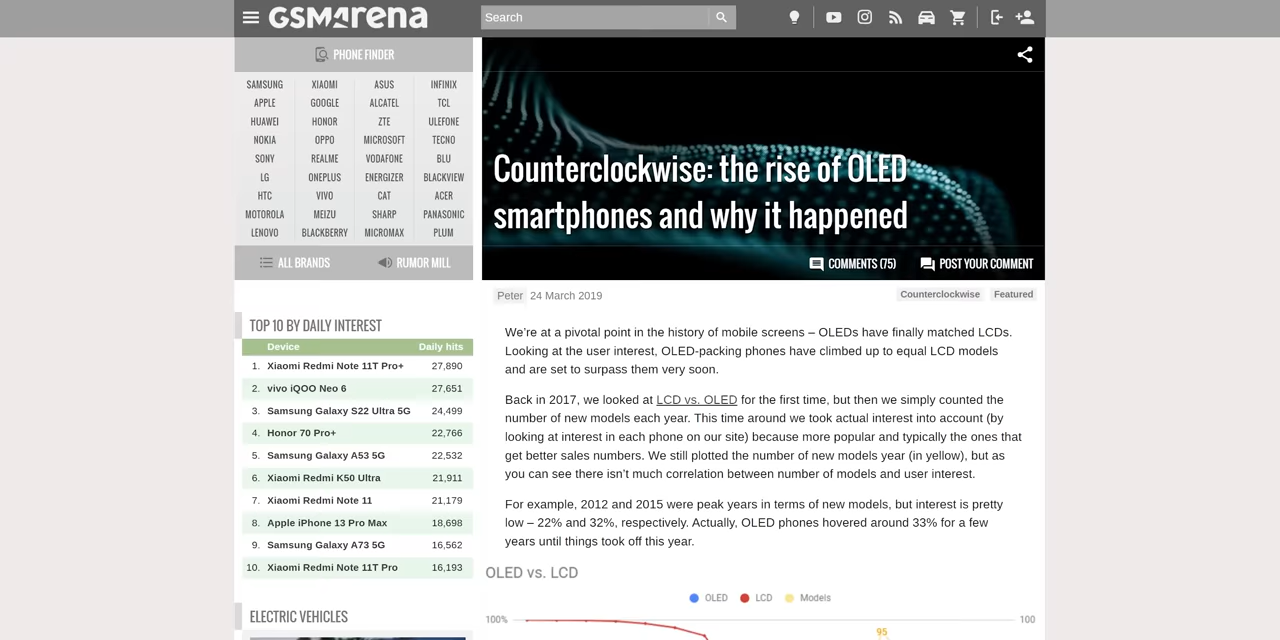 GSMArena
Search
PHONE FINDER
SAMSUNG XIAOMI ASUS INFINIX
APPLE GOOGLE ALCATEL TCL
HUAWEI HONOR ZTE ULEFONE
NOKIA OPPO MICROSOFT TECNO
SONY REALME VODAFONE BLU
LG ONEPLUS ENERGIZER BLACKVIEW
HTC VIVO CAT ACER
MOTOROLA MEIZU SHARP PANASONIC
LENOVO BLACKBERRY MICROMAX PLUM
ALL BRANDS RUMOR MILL
TOP 10 BY DAILY INTEREST
Device Daily hits
1. Xiaomi Redmi Note 11T Pro+ 27,890
2. vivo iQOO Neo 6 27,651
3. Samsung Galaxy S22 Ultra 5G 24,499
4. Honor 70 Pro+ 22,766
5. Samsung Galaxy A53 5G 22,532
6. Xiaomi Redmi K50 Ultra 21,911
7. Xiaomi Redmi Note 11 21,179
8. Apple iPhone 13 Pro Max 18,698
9. Samsung Galaxy A73 5G 16,562
10. Xiaomi Redmi Note 11T Pro 16,193
ELECTRIC VEHICLES
Counterclockwise: the rise of OLED
smartphones and why it happened
COMMENTS (75) POST YOUR COMMENT
Peter 24 March 2019 Counterclockwise Featured
We're at a pivotal point in the history of mobile screens – OLEDs have finally matched LCDs.
Looking at the user interest, OLED-packing phones have climbed up to equal LCD models
and are set to surpass them very soon.
Back in 2017, we looked at LCD vs. OLED for the first time, but then we simply counted the
number of new models each year. This time around we took actual interest into account (by
looking at interest in each phone on our site) because more popular and typically the ones that
get better sales numbers. We still plotted the number of new models year (in yellow), but as
you can see there isn't much correlation between number of models and user interest.
For example, 2012 and 2015 were peak years in terms of new models, but interest is pretty
low – 22% and 32%, respectively. Actually, OLED phones hovered around 33% for a few
years until things took off this year.
OLED vs. LCD
OLED LCD Models
100% 100
95